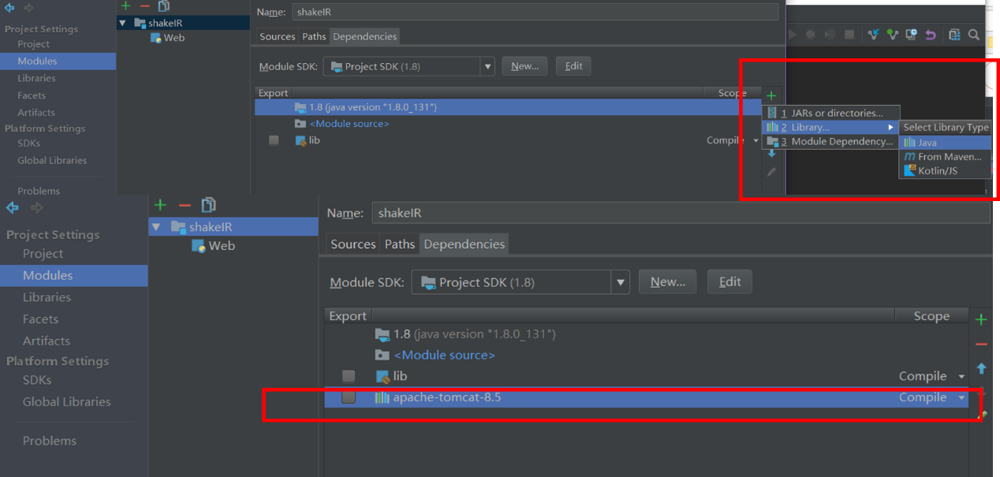 Name: shakeIR
Project Settings
Project
Modules
Libraries
Facets
Artifacts
Platform Settings
SDKs
Global Libraries
Problems
shakeIR
Web
Sources Paths Dependencies
Module SDK: Project SDK (1.8) New... Edit
Export Scope
1.8 (java version "1.8.0_131")
<Module source>
lib Compile
1 JARs or directories...
2 Library...
3 Module Dependency...
Select Library Type
Java
From Maven...
Kotlin/JS
Project Settings
Project
Modules
Libraries
Facets
Artifacts
Platform Settings
SDKs
Global Libraries
Problems
shakeIR
Web
Name: shakeIR
Sources Paths Dependencies
Module SDK: Project SDK (1.8) New... Edit
Export Scope
1.8 (java version "1.8.0_131")
<Module source>
lib Compile
apache-tomcat-8.5 Compile